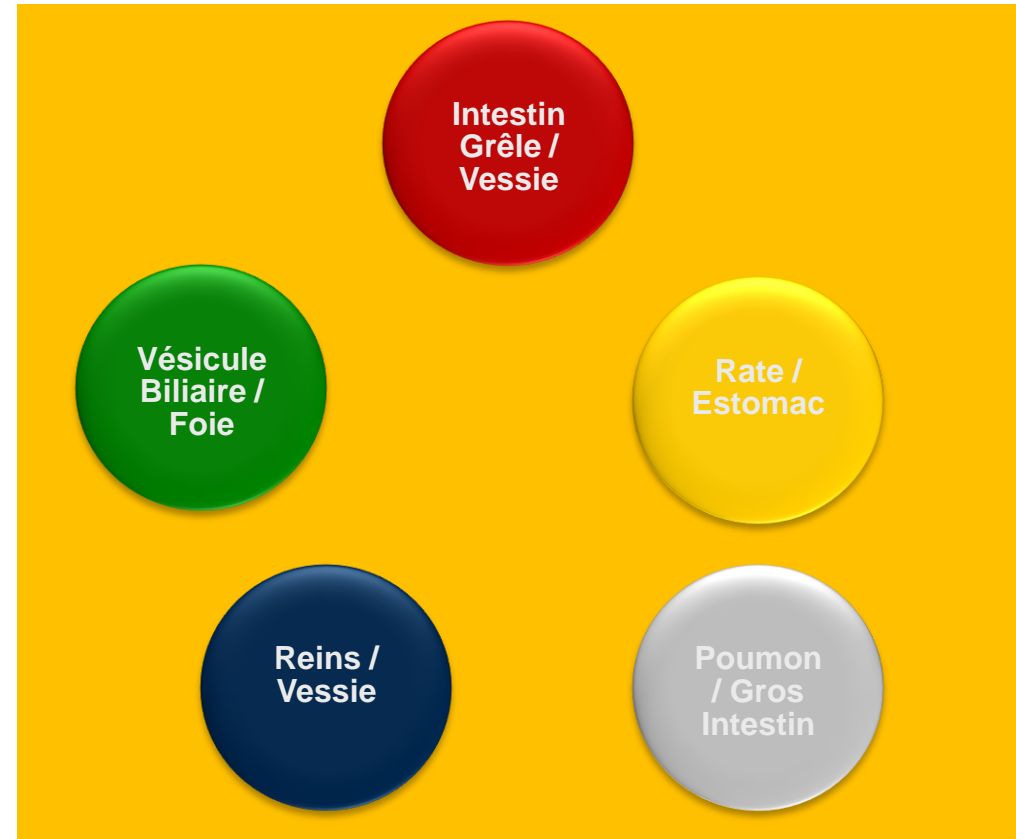 Intestin
Grêle /
Vessie
Vésicule
Biliaire /
Foie
Rate /
Estomac
Reins /
Vessie
Poumon
/ Gros
Intestin